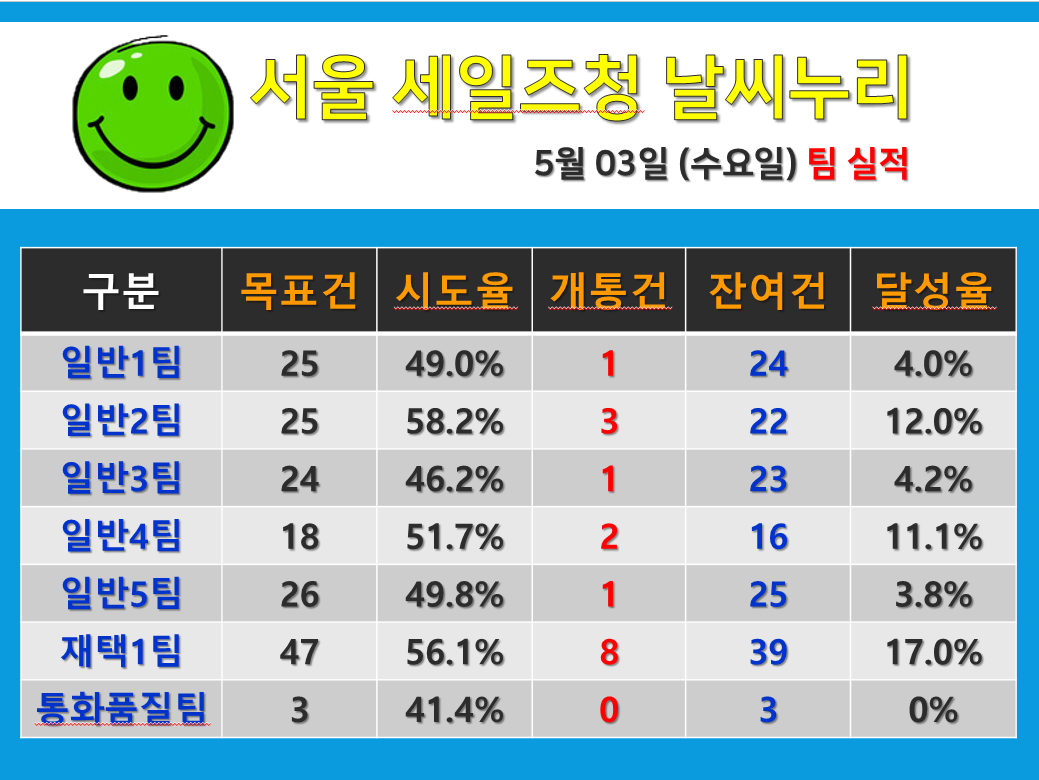 서울 세일즈청 날씨누리
5월 03일 (수요일) 팀 실적
구분 목표건 시도율 개통건 잔여건 달성율
일반1팀 25 49.0% 1 24 4.0%
일반2팀 25 58.2% 3 22 12.0%
일반3팀 24 46.2% 1 23 4.2%
일반4팀 18 51.7% 2 16 11.1%
일반5팀 26 49.8% 1 25 3.8%
재택1팀 47 56.1% 8 39 17.0%
통화품질팀 3 41.4% 0 3 0%